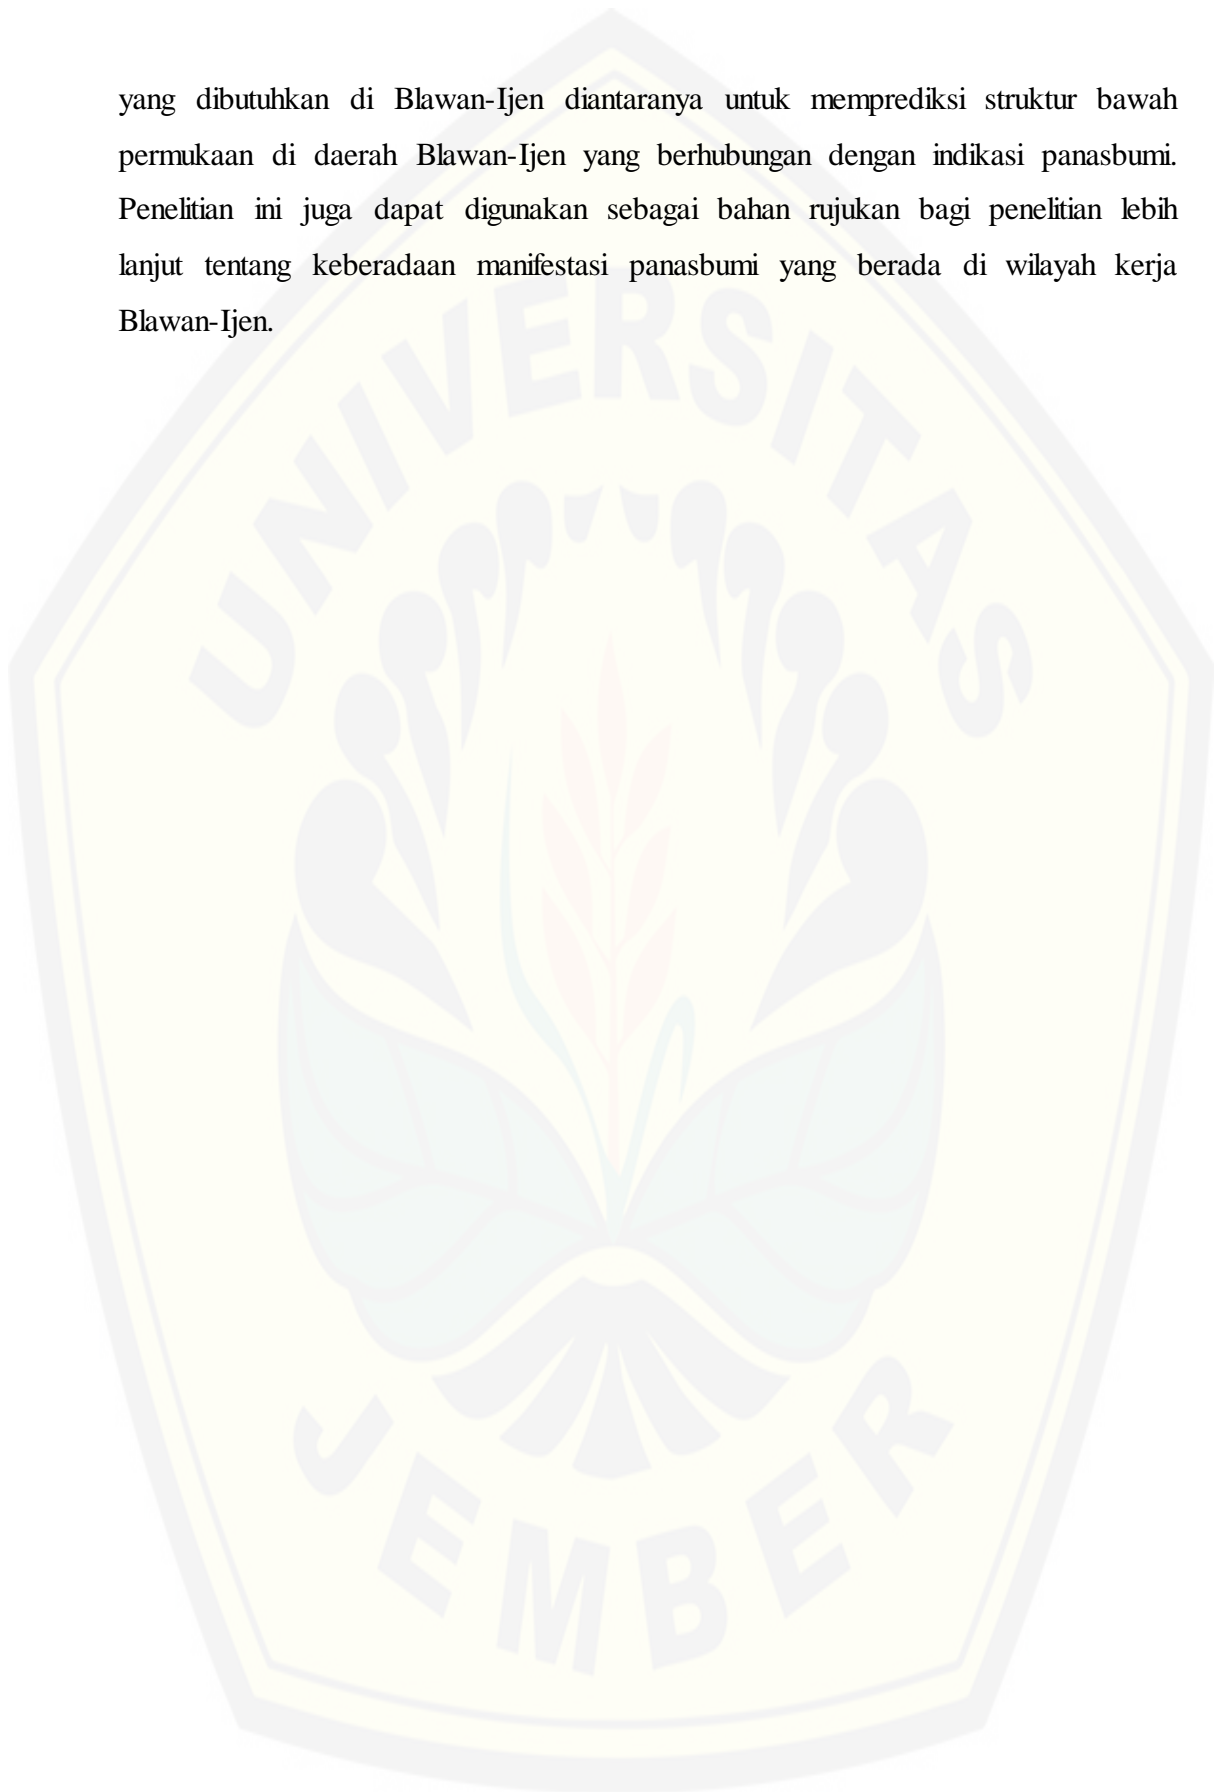 yang dibutuhkan di Blawan-Ijen diantaranya untuk memprediksi struktur bawah
permukaan di daerah Blawan-Ijen yang berhubungan dengan indikasi panasbumi.
Penelitian ini juga dapat digunakan sebagai bahan rujukan bagi penelitian lebih
lanjut tentang keberadaan manifestasi panasbumi yang berada di wilayah kerja
Blawan-Ijen.
UNIVERSITAS
JEMBER